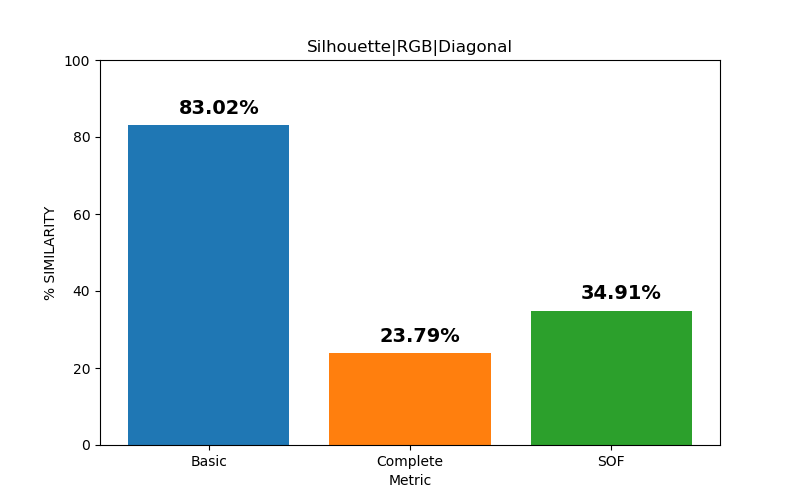 Silhouette|RGB|Diagonal
100
80
60
40
20
0
% SIMILARITY
83.02%
23.79%
34.91%
Basic
Complete
SOF
Metric